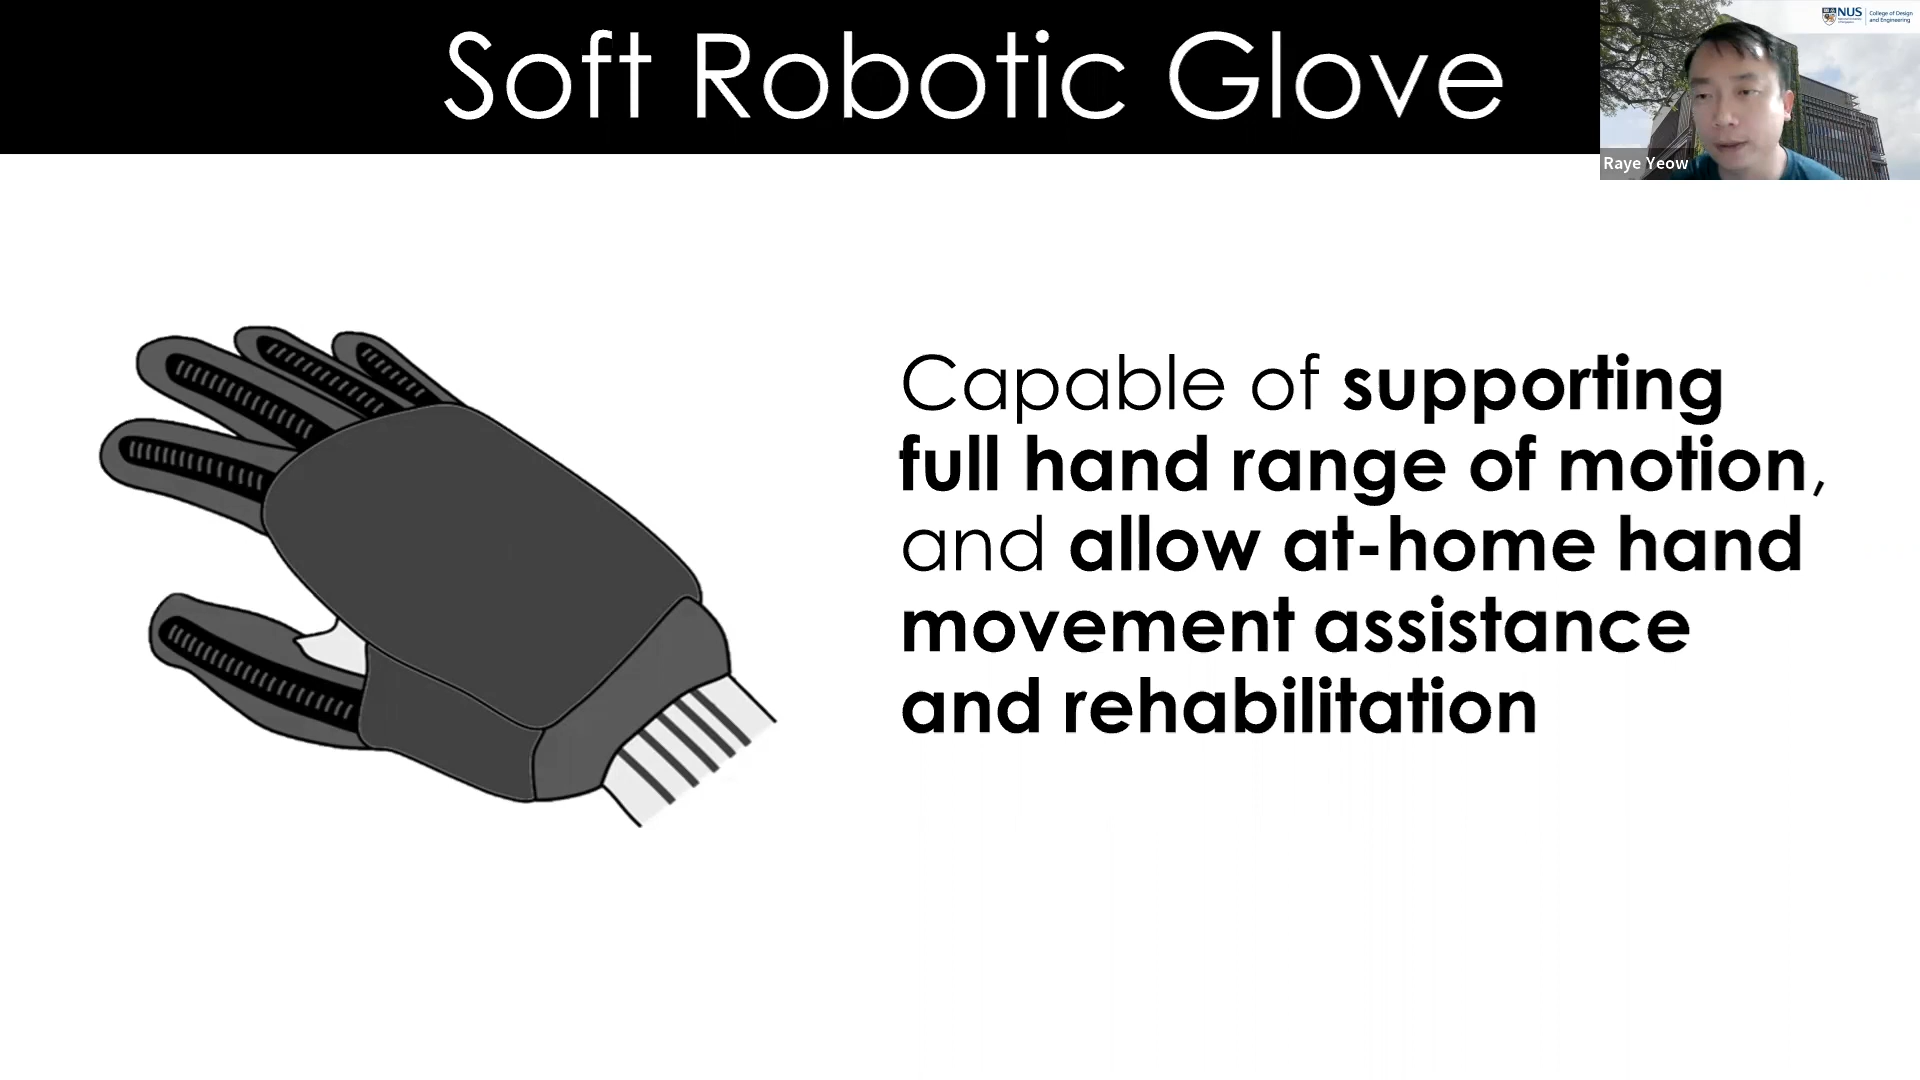 Soft Robotic Glove
NUS
College of Design
and Engineering
Raye Yeow
Capable of supporting
full hand range of motion,
and allow at-home hand
movement assistance
and rehabilitation